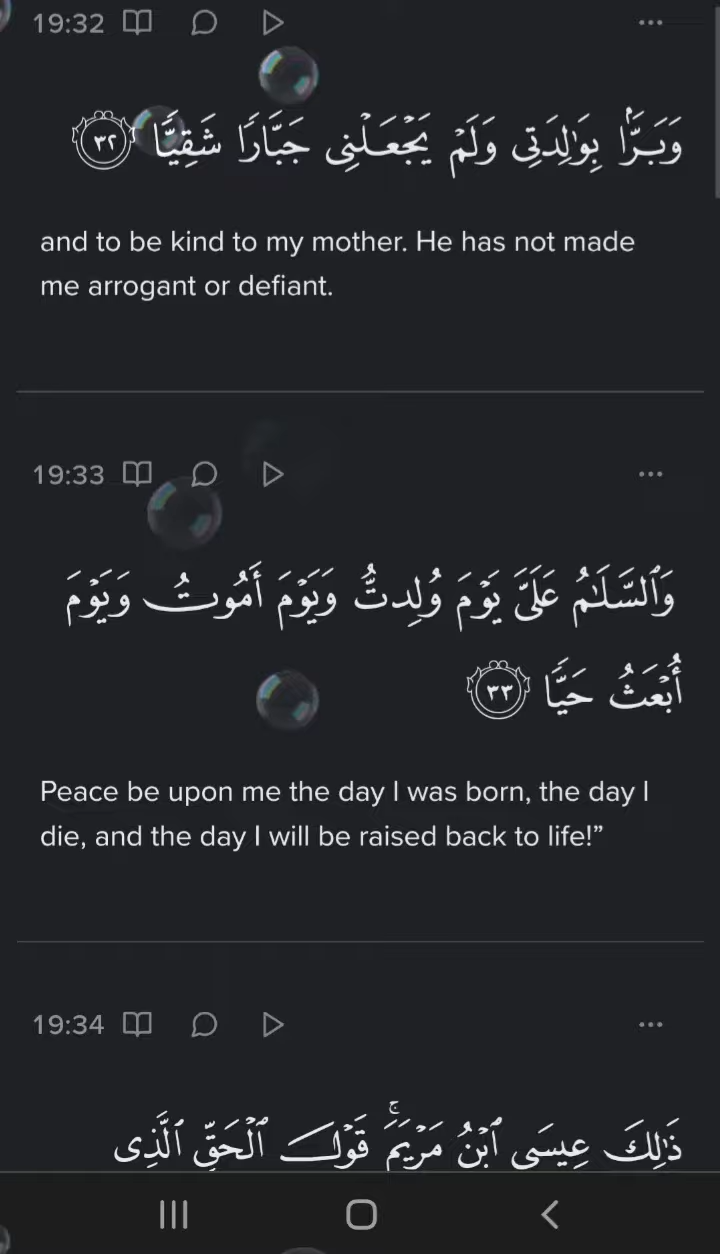 19:32
وَبَرًّۢا بِوَٰلِدَتِى وَلَمْ يَجْعَلْنِى جَبَّارًا شَقِيًّا ٣٢
and to be kind to my mother. He has not made
me arrogant or defiant.
19:33
وَٱلسَّلَـٰمُ عَلَىَّ يَوْمَ وُلِدتُّ وَيَوْمَ أَمُوتُ وَيَوْمَ
أُبْعَثُ حَيًّا ٣٣
Peace be upon me the day I was born, the day I
die, and the day I will be raised back to life!”
19:34
ذَٰلِكَ عِيسَى ٱبْنُ مَرْيَمَ ۚ قَوْلَ ٱلْحَقِّ ٱلَّذِى